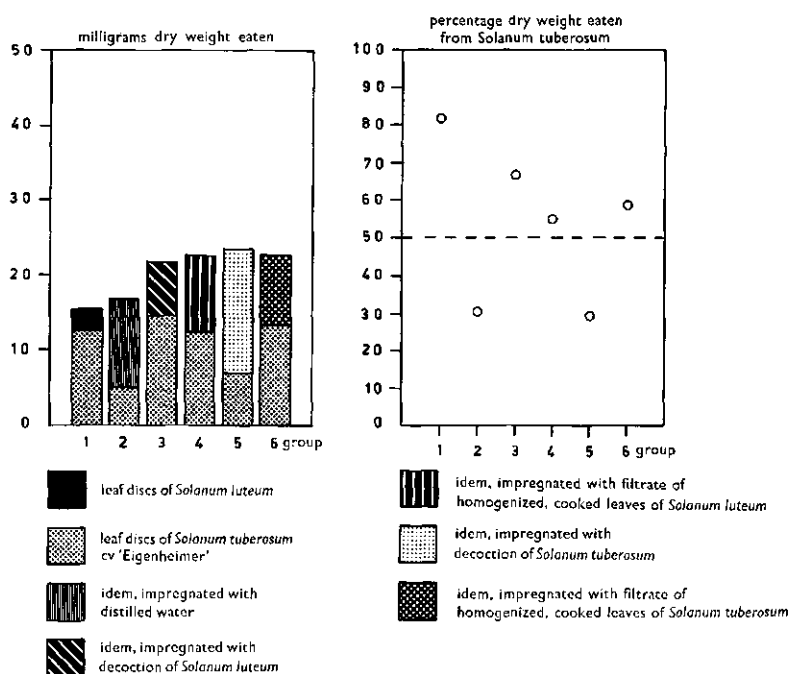 milligrams dry weight eaten
50
40
30
20
10
0
1 2 3 4 5 6 group
percentage dry weight eaten
from Solanum tuberosum
100
90
80
70
60
50
40
30
20
10
0
1 2 3 4 5 6 group
leaf discs of Solanum luteum
leaf discs of Solanum tuberosum
cv 'Eigenheimer'
idem, impregnated with
distilled water
idem, impregnated with
decoction of Solanum luteum
idem, impregnated with filtrate of
homogenized, cooked leaves of Solanum luteum
idem, impregnated with
decoction of Solanum tuberosum
idem, impregnated with filtrate of
homogenized, cooked leaves of Solanum tuberosum